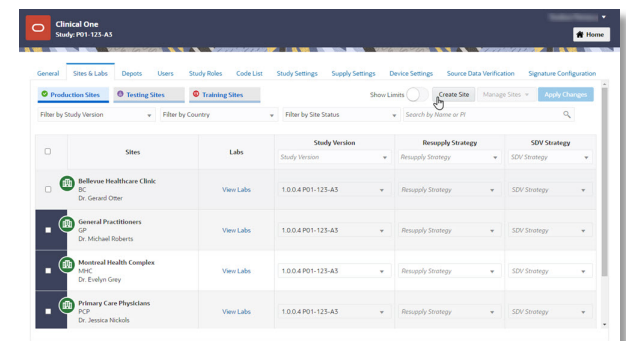 Clinical One
Study: P01-123-A3
Home
General Sites & Labs Depots Users Study Roles Code List Study Settings Supply Settings Device Settings Source Data Verification Signature Configuration
Production Sites Testing Sites Training Sites Show Limits Create Site Manage Sites Apply Changes
Filter by Study Version Filter by Country Filter by Site Status Search by Name or PI
Sites Labs Study Version Resupply Strategy SDV Strategy
Study Version Resupply Strategy SDV Strategy
Bellevue Healthcare Clinic
BC View Labs 1.0.0.4 P01-123-A3 Resupply Strategy SDV Strategy
Dr. Gerard Otter
General Practitioners
GP View Labs 1.0.0.4 P01-123-A3 Resupply Strategy SDV Strategy
Dr. Michael Roberts
Montreal Health Complex
MHC View Labs 1.0.0.4 P01-123-A3 Resupply Strategy SDV Strategy
Dr. Evelyn Grey
Primary Care Physicians
PCP View Labs 1.0.0.4 P01-123-A3 Resupply Strategy SDV Strategy
Dr. Jessica Nickols